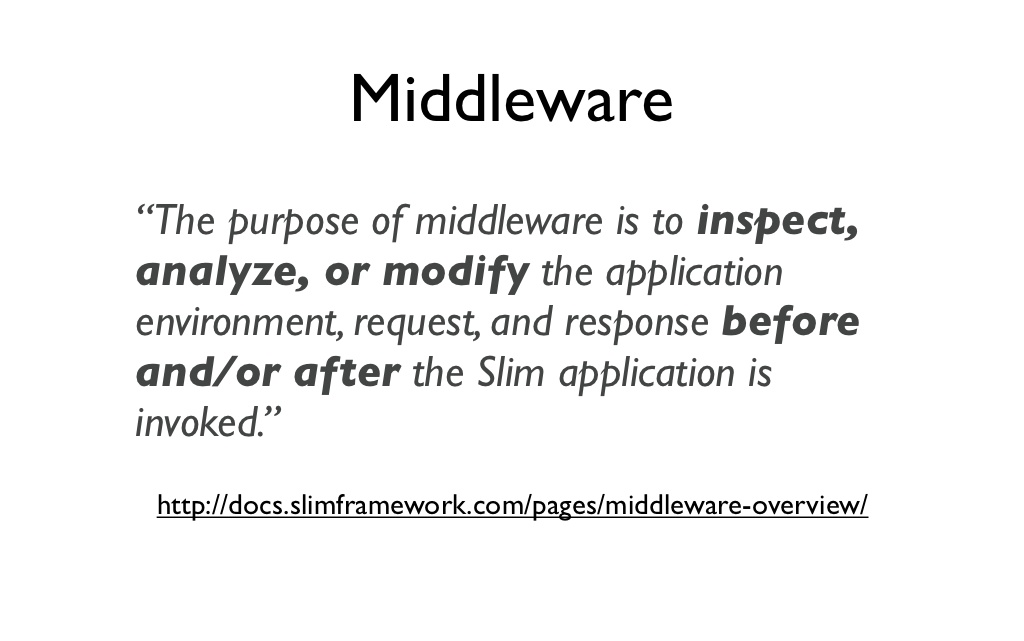 Middleware
“The purpose of middleware is to inspect,
analyze, or modify the application
environment, request, and response before
and/or after the Slim application is
invoked.”
http://docs.slimframework.com/pages/middleware-overview/